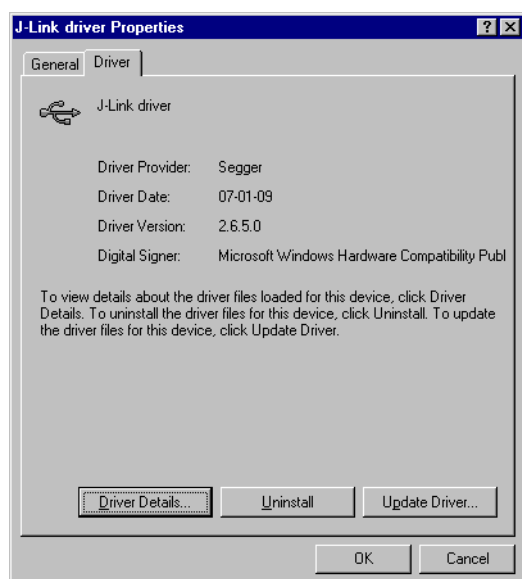 J-Link driver Properties
? X
General Driver
J-Link driver
Driver Provider: Segger
Driver Date: 07-01-09
Driver Version: 2.6.5.0
Digital Signer: Microsoft Windows Hardware Compatibility Publ
To view details about the driver files loaded for this device, click Driver
Details. To uninstall the driver files for this device, click Uninstall. To update
the driver files for this device, click Update Driver.
Driver Details... Uninstall Update Driver...
OK Cancel